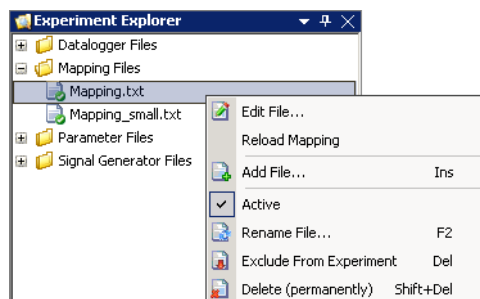 Experiment Explorer
Datalogger Files
Mapping Files
Mapping.txt
Mapping_small.txt
Parameter Files
Signal Generator Files
Edit File...
Reload Mapping
Add File... Ins
Active
Rename File... F2
Exclude From Experiment Del
Delete (permanently) Shift+Del